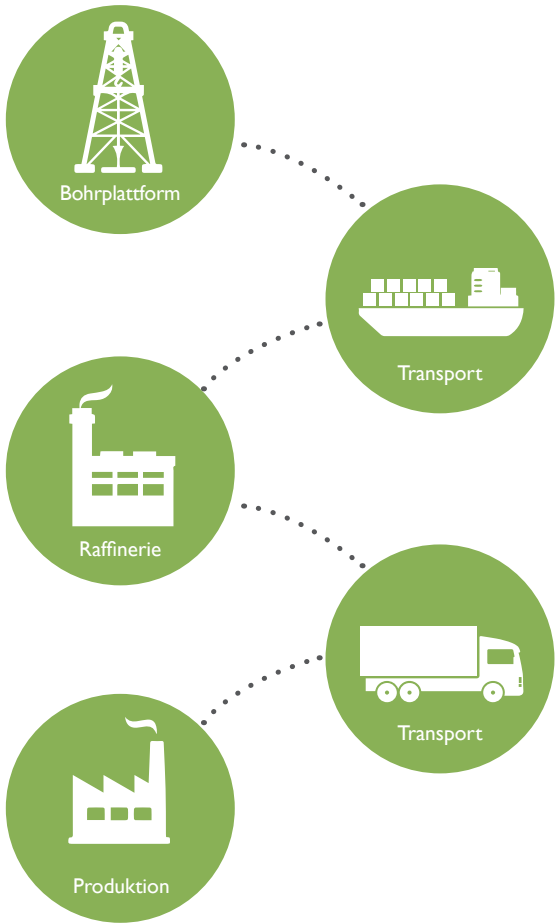 Bohrplattform
Transport
Raffinerie
Transport
Produktion